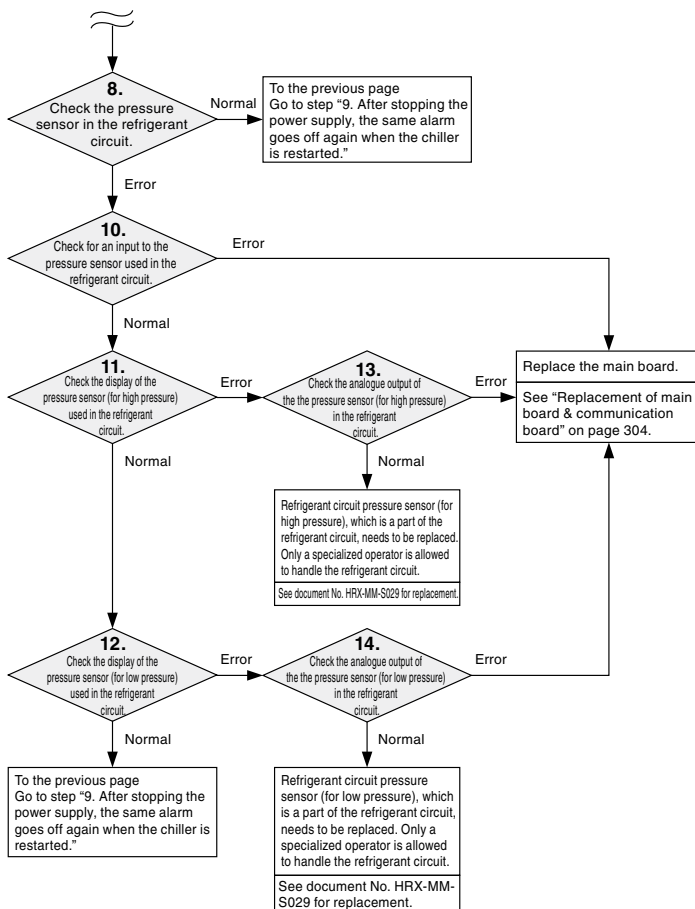 8.
Check the pressure
sensor in the refrigerant
circuit.
Normal
To the previous page
Go to step “9. After stopping the
power supply, the same alarm
goes off again when the chiller
is restarted.”
Error
10.
Check for an input to the
pressure sensor used in the
refrigerant circuit.
Error
Normal
11.
Check the display of the
pressure sensor (for high pressure)
used in the refrigerant
circuit.
Error
13.
Check the analogue output of
the the pressure sensor (for high pressure)
in the refrigerant
circuit.
Error
Replace the main board.
See “Replacement of main
board & communication
board” on page 304.
Normal
Normal
Refrigerant circuit pressure sensor (for
high pressure), which is a part of the
refrigerant circuit, needs to be replaced.
Only a specialized operator is allowed
to handle the refrigerant circuit.
See document No. HRX-MM-S029 for replacement.
12.
Check the display of the
pressure sensor (for low pressure)
used in the refrigerant
circuit.
Error
14.
Check the analogue output of
the the pressure sensor (for low pressure)
in the refrigerant
circuit.
Error
Normal
Normal
To the previous page
Go to step “9. After stopping the
power supply, the same alarm
goes off again when the chiller is
restarted.”
Refrigerant circuit pressure
sensor (for low pressure), which
is a part of the refrigerant circuit,
needs to be replaced. Only a
specialized operator is allowed
to handle the refrigerant circuit.
See document No. HRX-MM-
S029 for replacement.